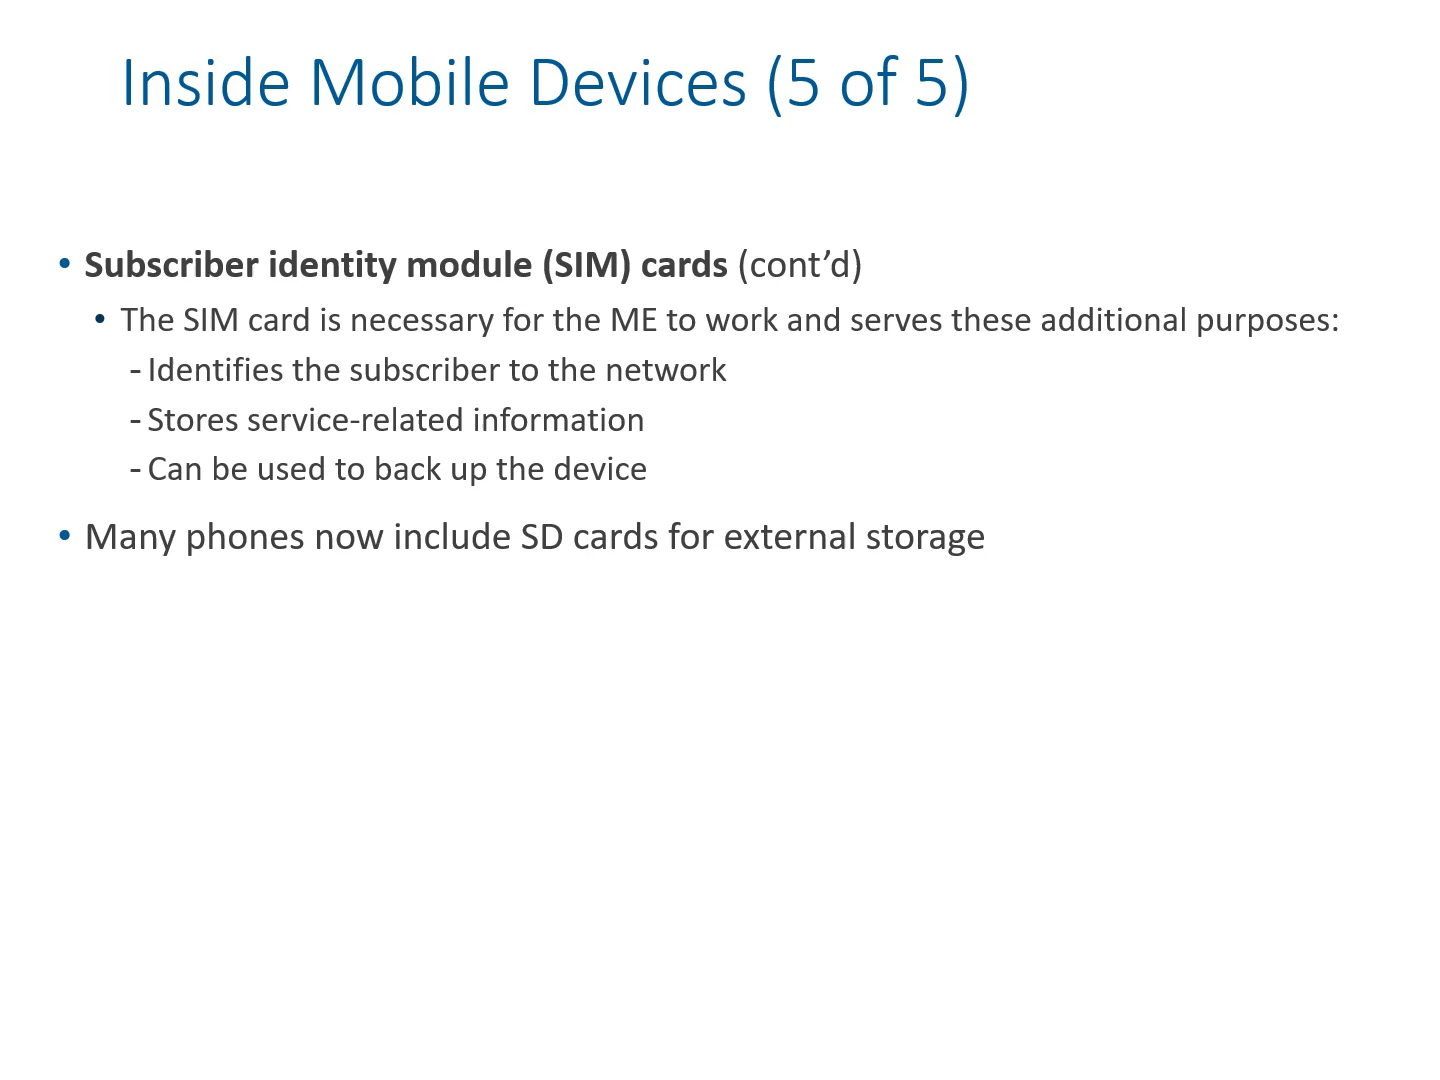 Inside Mobile Devices (5 of 5)
• Subscriber identity module (SIM) cards (cont’d)
• The SIM card is necessary for the ME to work and serves these additional purposes:
- Identifies the subscriber to the network
- Stores service-related information
- Can be used to back up the device
• Many phones now include SD cards for external storage